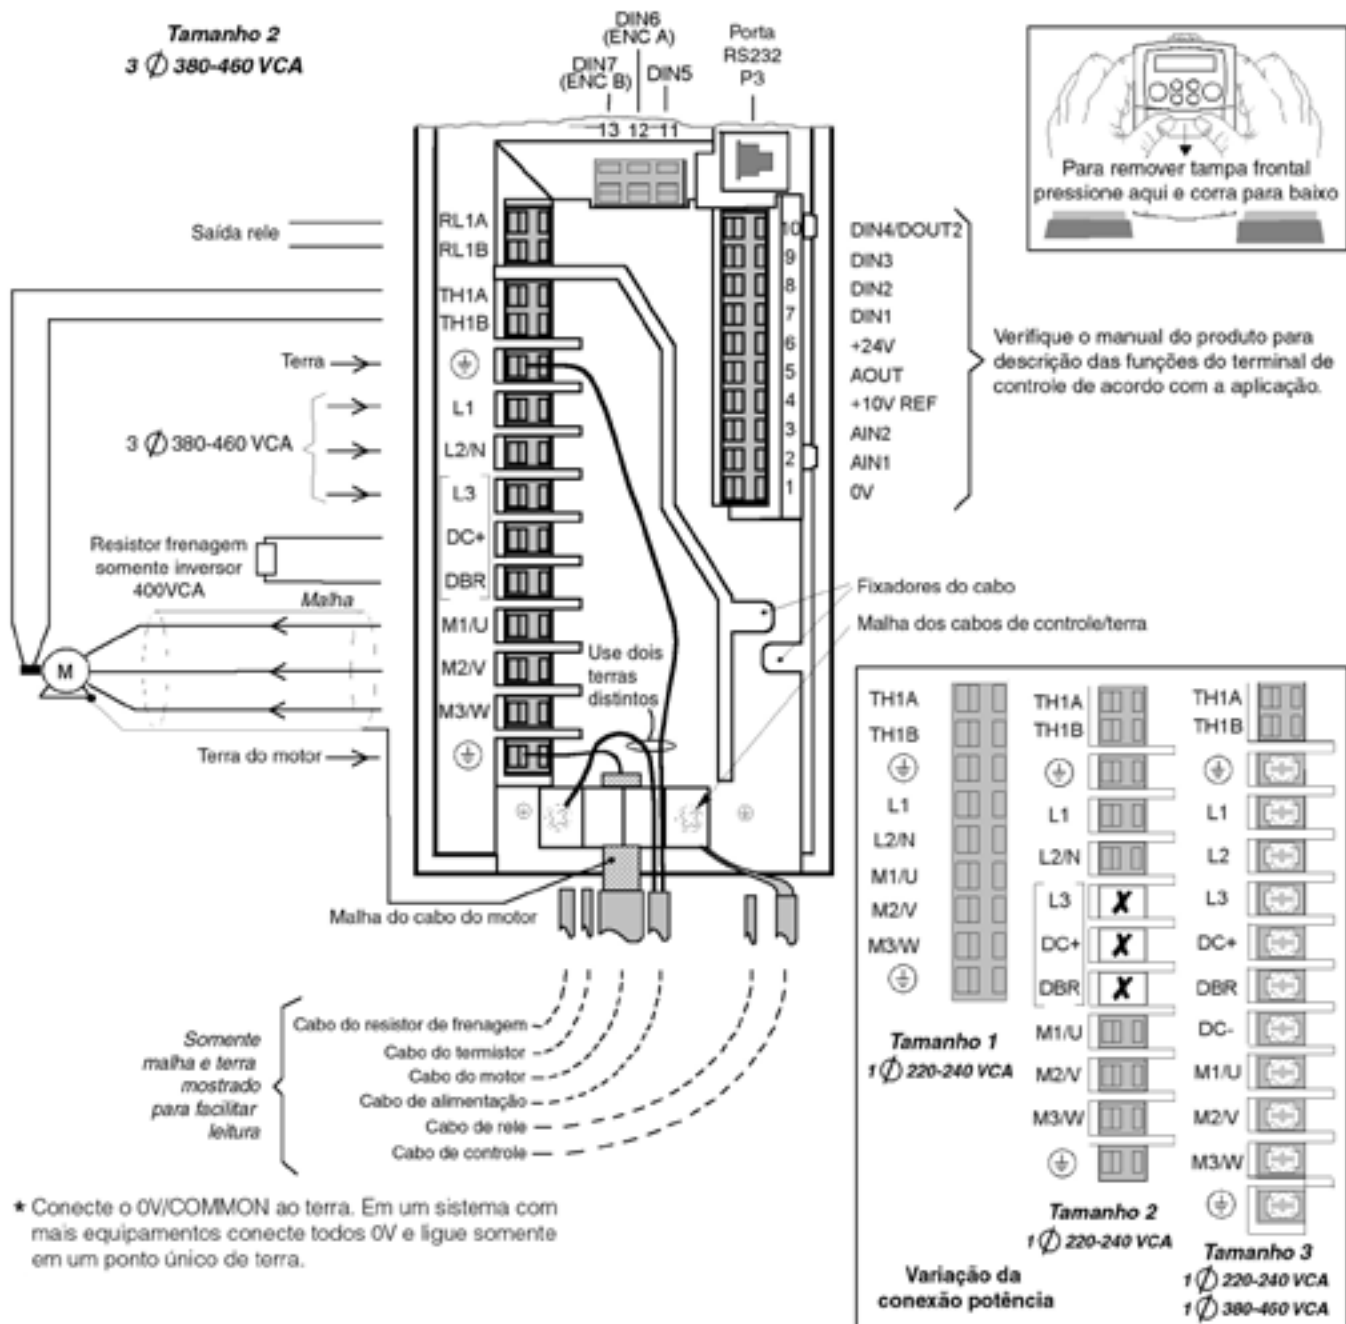 Tamanho 2
3 Ø 380-460 VCA
DIN6
(ENC A)
DIN7
(ENC B)
DIN5
Porta
RS232
P3
13 12 11
Para remover tampa frontal
pressione aqui e corra para baixo
Saída rele
RL1A
RL1B
TH1A
TH1B
Terra
L1
3 Ø 380-460 VCA
L2/N
L3
Resistor frenagem
somente inversor
400VCA
DC+
DBR
Malha
M1/U
M2/V
M3/W
M
Terra do motor
Use dois
terras
distintos
10 DIN4/DOUT2
9 DIN3
8 DIN2
7 DIN1
6 +24V
5 AOUT
4 +10V REF
3 AIN2
2 AIN1
1 0V
Verifique o manual do produto para
descrição das funções do terminal de
controle de acordo com a aplicação.
Fixadores do cabo
Malha dos cabos de controle/terra
Malha do cabo do motor
Somente
malha e terra
mostrado
para facilitar
leitura
Cabo do resistor de frenagem
Cabo do termistor
Cabo do motor
Cabo de alimentação
Cabo de rele
Cabo de controle
* Conecte o 0V/COMMON ao terra. Em um sistema com
mais equipamentos conecte todos 0V e ligue somente
em um ponto único de terra.
TH1A
TH1B
L1
L2/N
M1/U
M2/V
M3/W
Tamanho 1
1 Ø 220-240 VCA
TH1A
TH1B
L1
L2/N
L3 X
DC+ X
DBR X
M1/U
M2/V
M3/W
Tamanho 2
1 Ø 220-240 VCA
TH1A
TH1B
L1
L2
L3
DC+
DBR
DC-
M1/U
M2/V
M3/W
Tamanho 3
1 Ø 220-240 VCA
1 Ø 380-460 VCA
Variação da
conexão potência